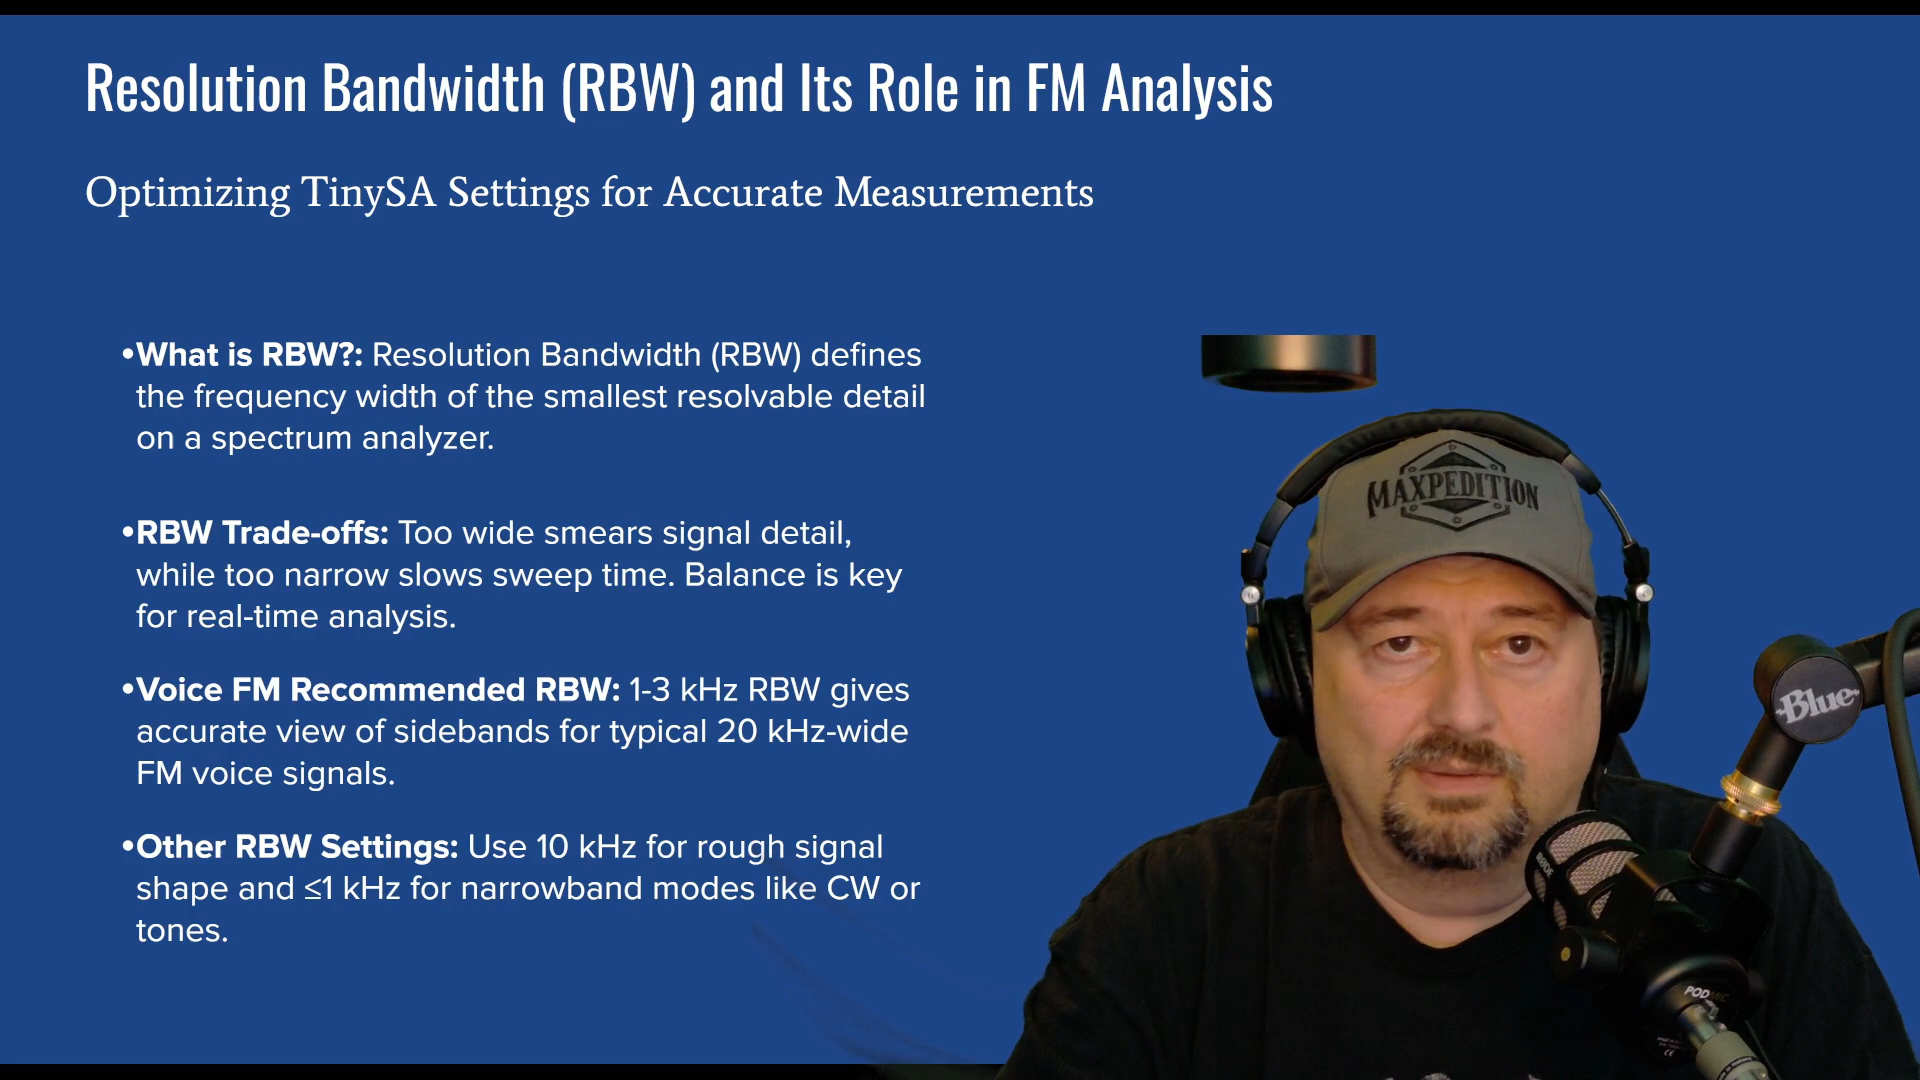 Resolution Bandwidth (RBW) and Its Role in FM Analysis
Optimizing TinySA Settings for Accurate Measurements
•What is RBW?: Resolution Bandwidth (RBW) defines
the frequency width of the smallest resolvable detail
on a spectrum analyzer.
•RBW Trade-offs: Too wide smears signal detail,
while too narrow slows sweep time. Balance is key
for real-time analysis.
•Voice FM Recommended RBW: 1-3 kHz RBW gives
accurate view of sidebands for typical 20 kHz-wide
FM voice signals.
•Other RBW Settings: Use 10 kHz for rough signal
shape and ≤1 kHz for narrowband modes like CW or
tones.
MAXPEDITION
Blue
RØDE
PODMIC